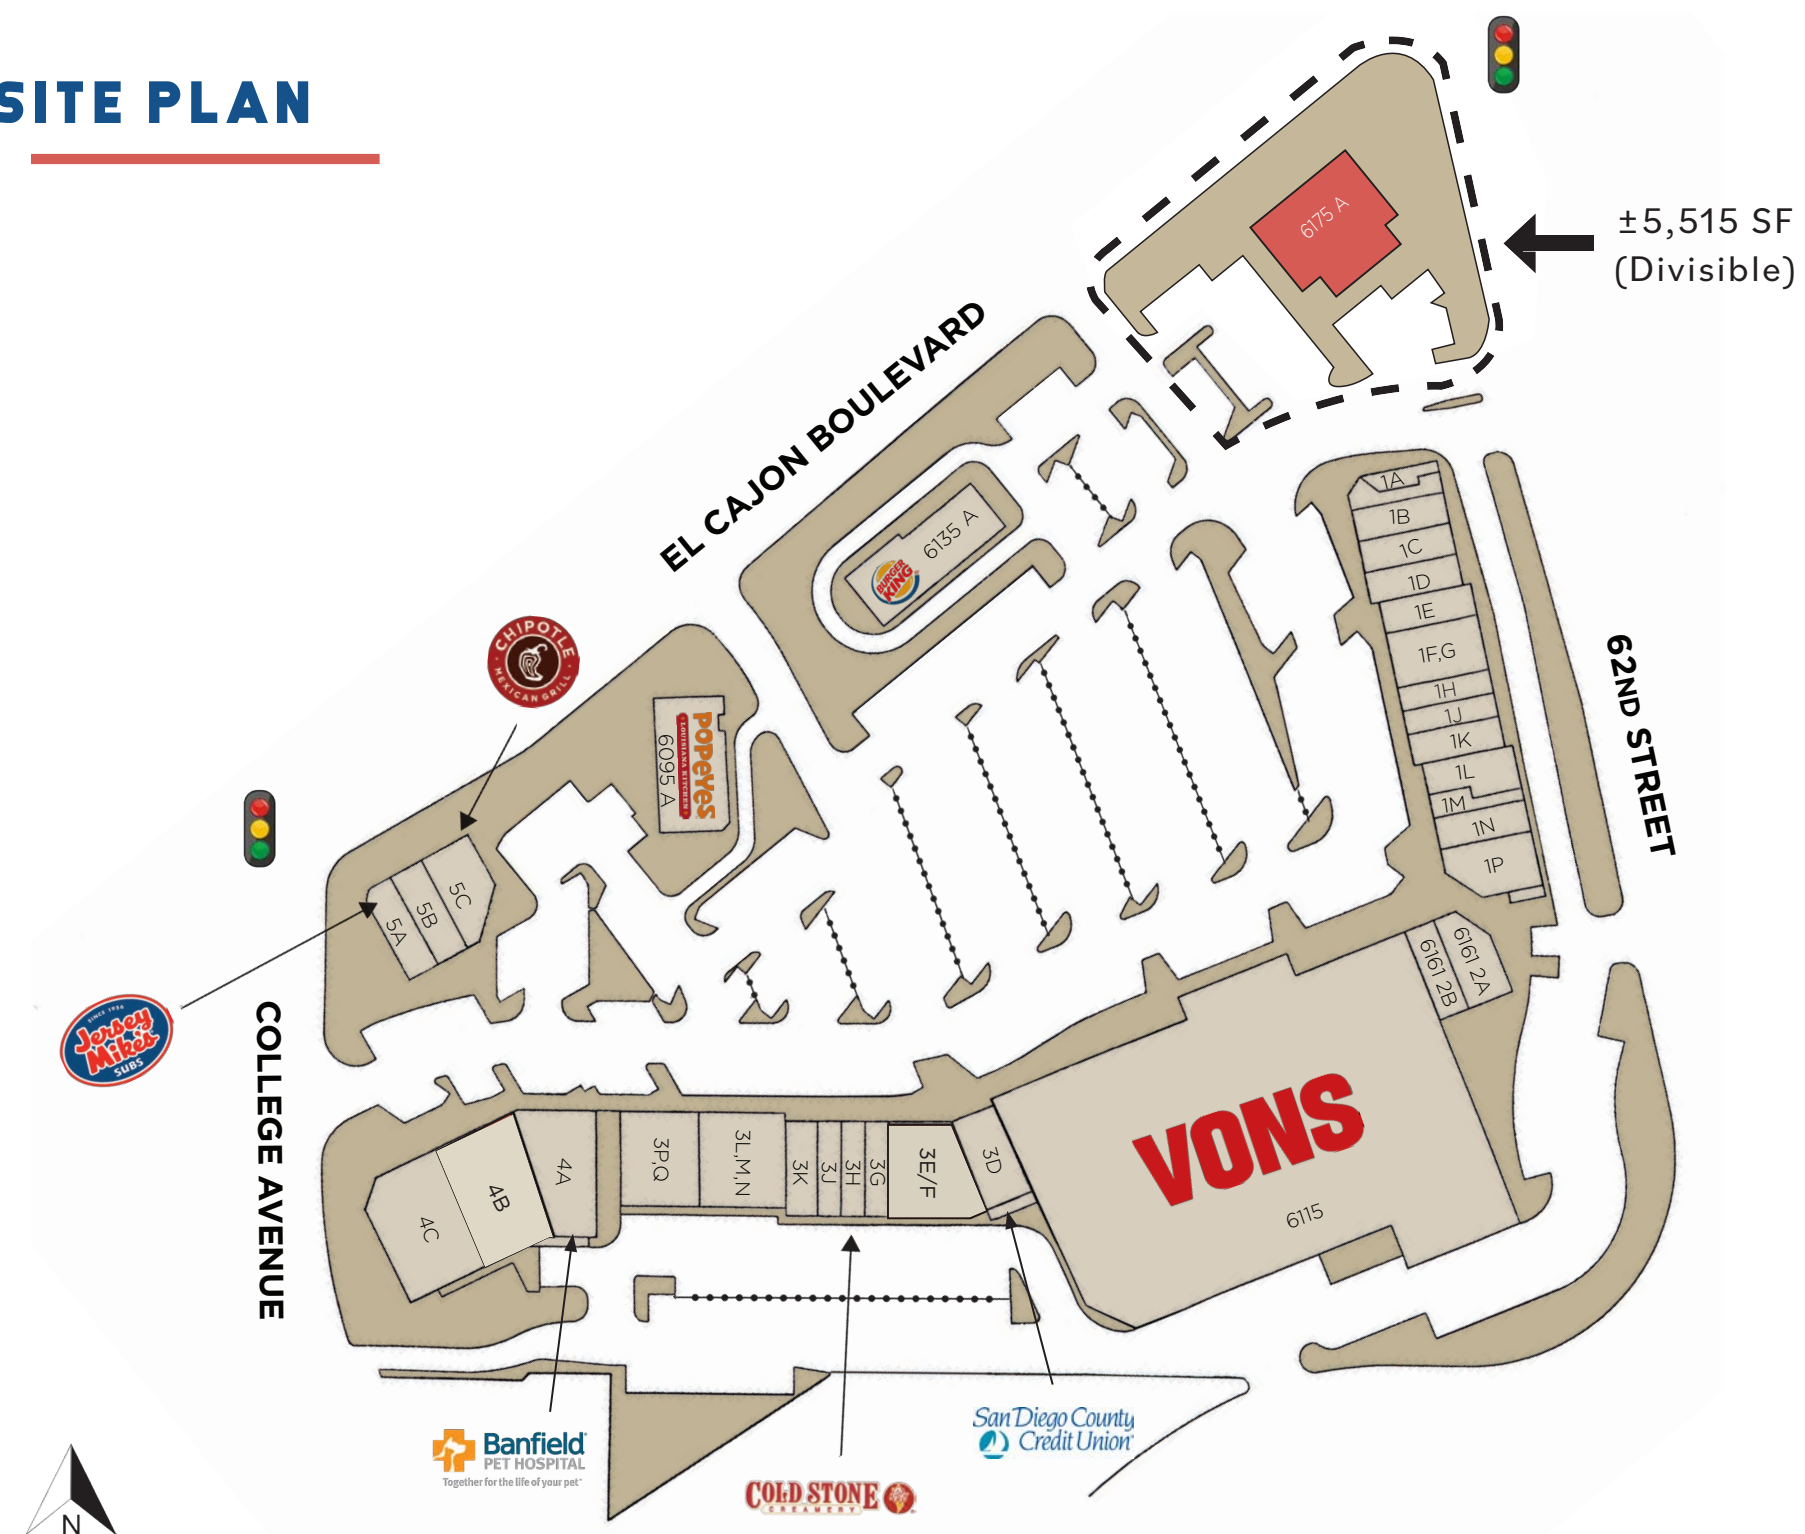 SITE PLAN
±5,515 SF
(Divisible)
6175 A
EL CAJON BOULEVARD
6135 A
BURGER
KING
CHIPOTLE
MEXICAN GRILL
POPEYES
LOUISIANA KITCHEN
6095 A
1A
1B
1C
1D
1E
1F,G
1H
1J
1K
1L
1M
1N
1P
62ND STREET
5C
5B
5A
SINCE 1956
Jersey
Mike's
SUBS
COLLEGE AVENUE
6161 2A
6161 2B
VONS
6115
4C
4B
4A
3P,Q
3L,M,N
3K
3J
3H
3G
3E/F
3D
Banfield
PET HOSPITAL
Together for the life of your pet
COLD STONE
CREAMERY
San Diego County
Credit Union
N